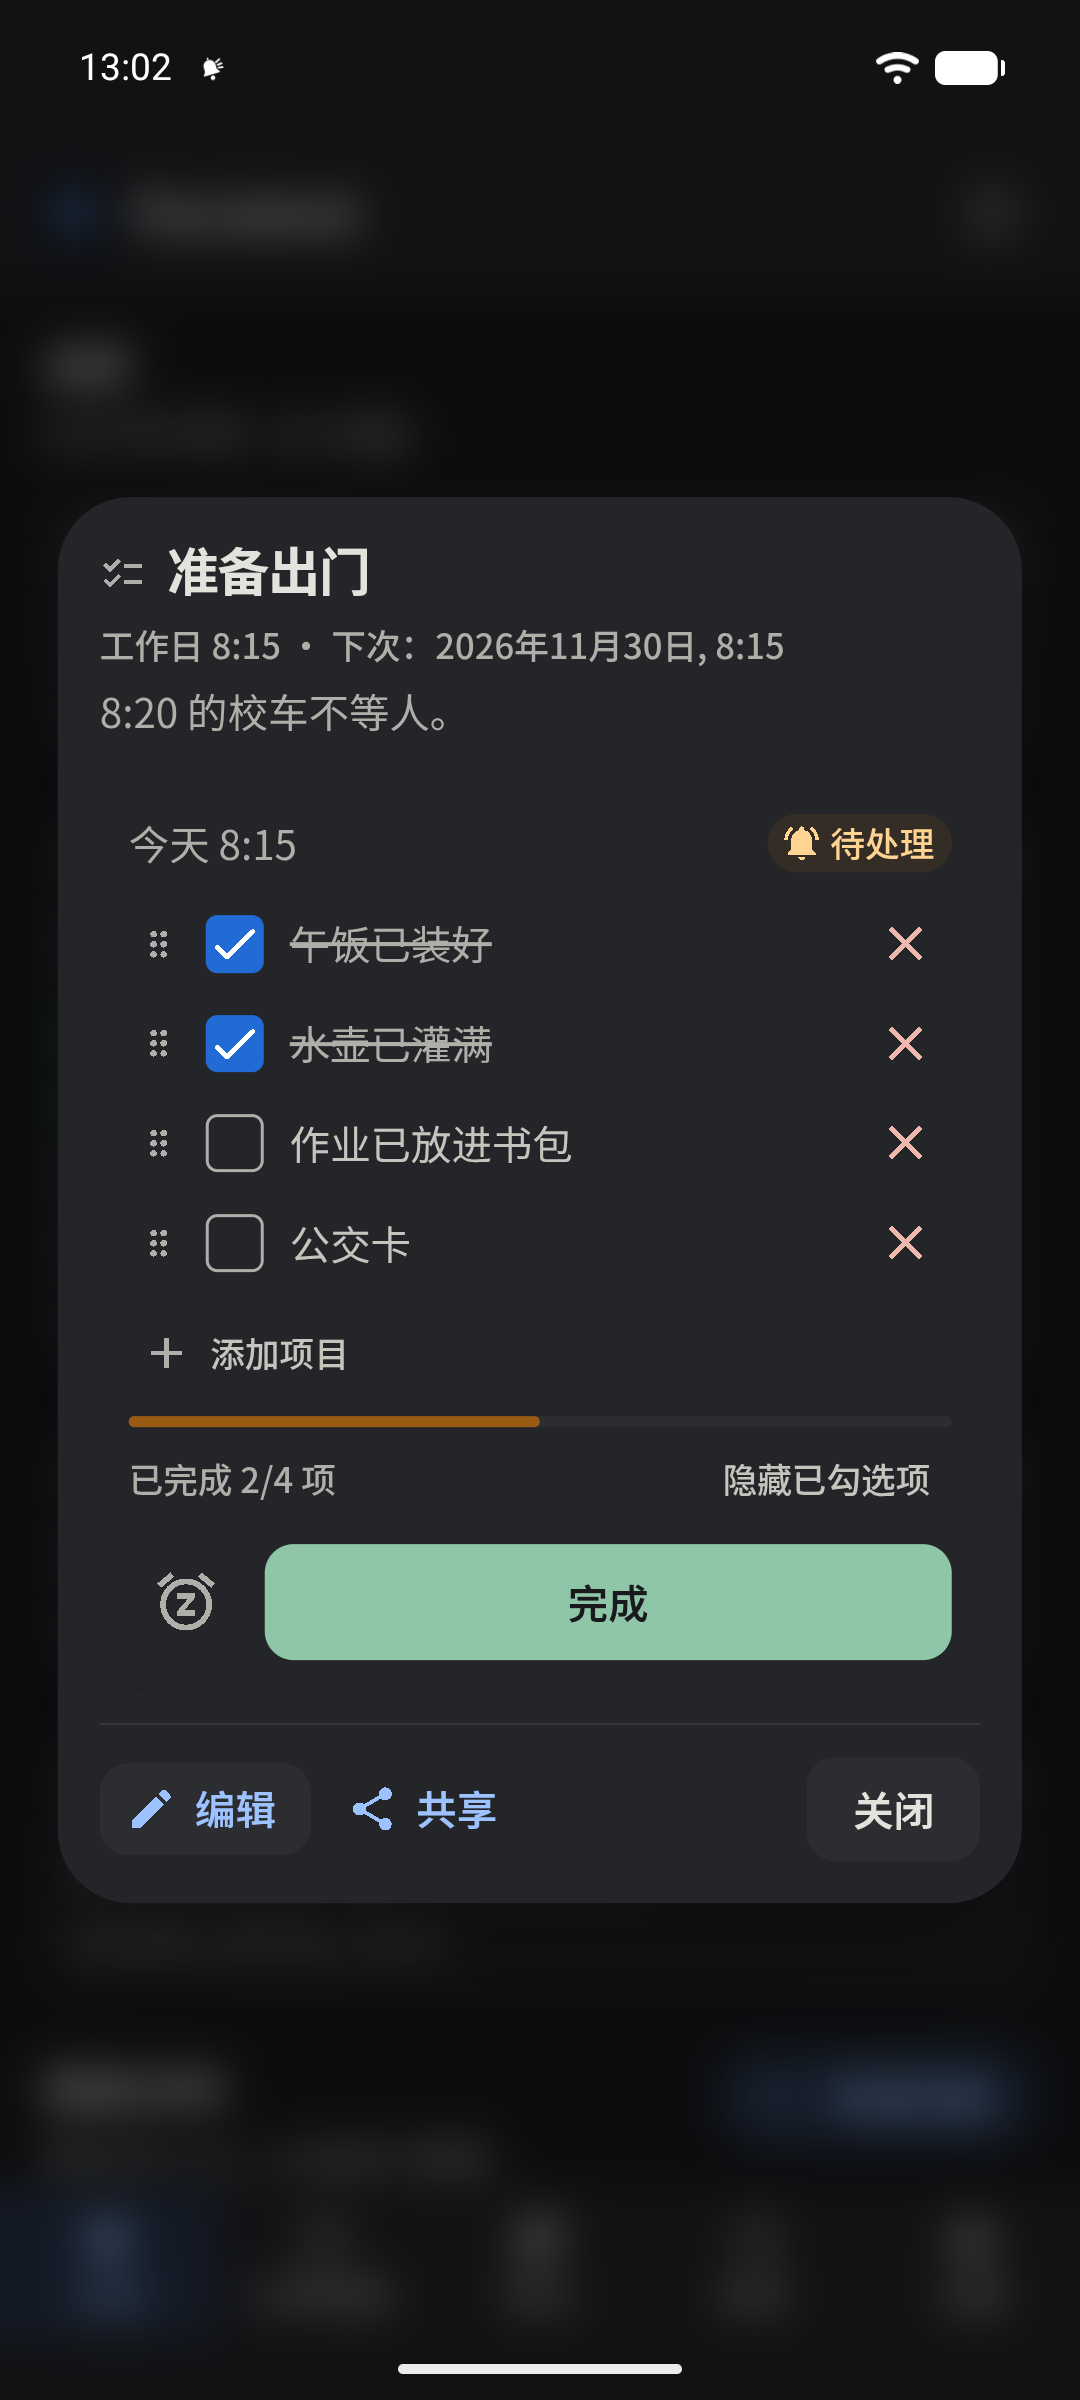 13:02
准备出门
工作日 8:15 • 下次：2026年11月30日, 8:15
8:20 的校车不等人。
今天 8:15
待处理
午饭已装好
水壶已灌满
作业已放进书包
公交卡
添加项目
已完成 2/4 项
隐藏已勾选项
完成
编辑
共享
关闭